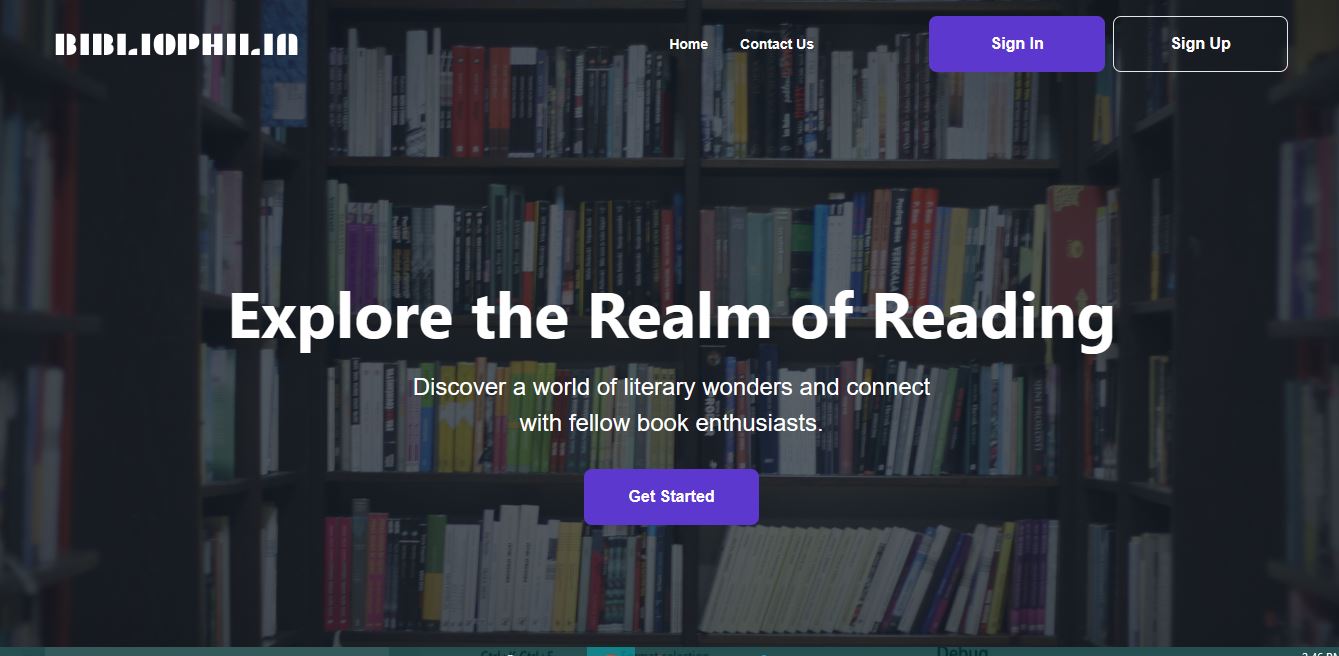 BIBLIOPHILIA
Home
Contact Us
Sign In
Sign Up
Explore the Realm of Reading
Discover a world of literary wonders and connect
with fellow book enthusiasts.
Get Started
Debug